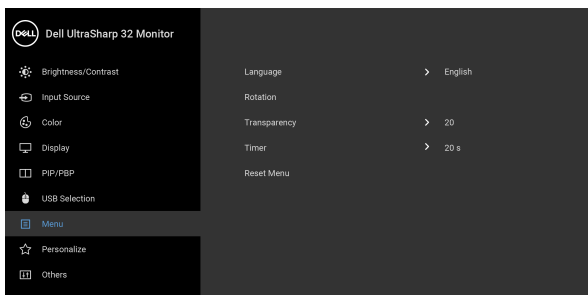 DELL Dell UltraSharp 32 Monitor
Brightness/Contrast
Input Source
Color
Display
PIP/PBP
USB Selection
Menu
Personalize
Others
Language > English
Rotation
Transparency > 20
Timer > 20 s
Reset Menu